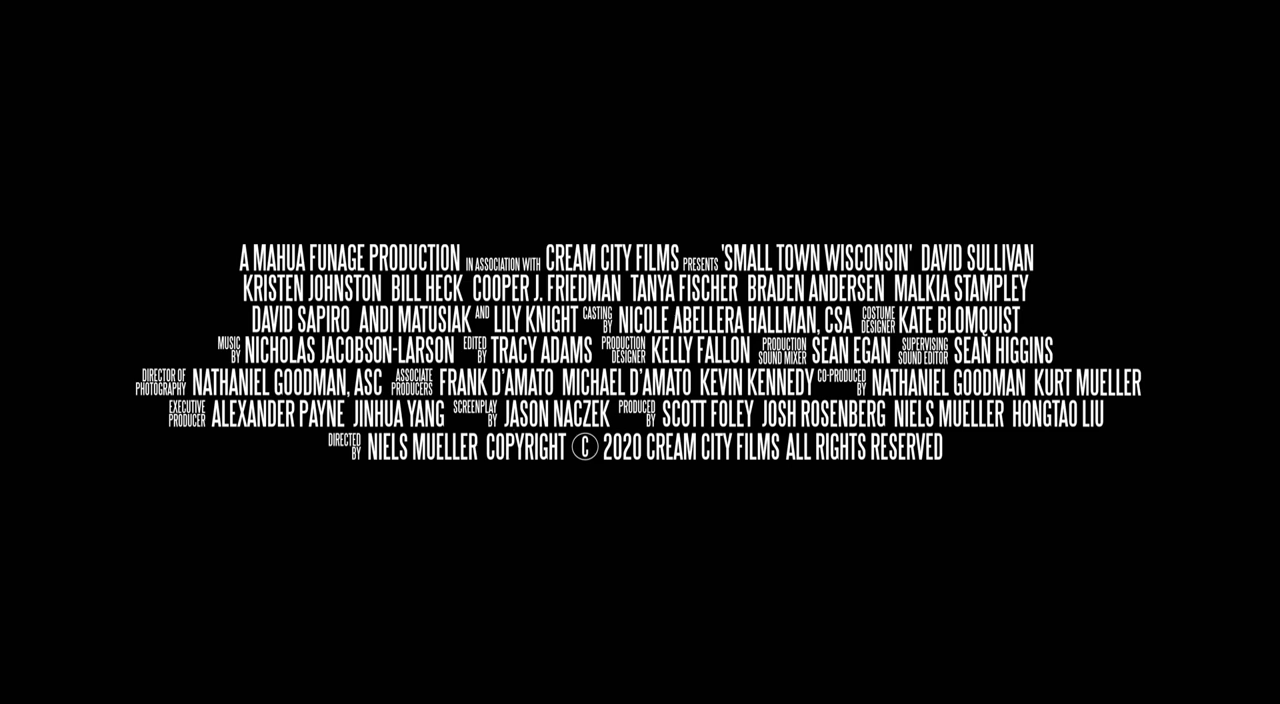 A MAHUA FUNAGE PRODUCTION IN ASSOCIATION WITH CREAM CITY FILMS PRESENTS 'SMALL TOWN WISCONSIN' DAVID SULLIVAN
KRISTEN JOHNSTON BILL HECK COOPER J. FRIEDMAN TANYA FISCHER BRADEN ANDERSEN MALKIA STAMPLEY
DAVID SAPIRO ANDI MATUSIAK AND LILY KNIGHT CASTING BY NICOLE ABELLERA HALLMAN, CSA COSTUME DESIGNER KATE BLOMQUIST
MUSIC BY NICHOLAS JACOBSON-LARSON EDITED BY TRACY ADAMS PRODUCTION DESIGNER KELLY FALLON PRODUCTION SOUND MIXER SEAN EGAN SUPERVISING SOUND EDITOR SEAN HIGGINS
DIRECTOR OF PHOTOGRAPHY NATHANIEL GOODMAN, ASC ASSOCIATE PRODUCERS FRANK D'AMATO MICHAEL D'AMATO KEVIN KENNEDY CO-PRODUCED BY NATHANIEL GOODMAN KURT MUELLER
EXECUTIVE PRODUCER ALEXANDER PAYNE JINHUA YANG SCREENPLAY BY JASON NACZEK PRODUCED BY SCOTT FOLEY JOSH ROSENBERG NIELS MUELLER HONGTAO LIU
DIRECTED BY NIELS MUELLER COPYRIGHT © 2020 CREAM CITY FILMS ALL RIGHTS RESERVED